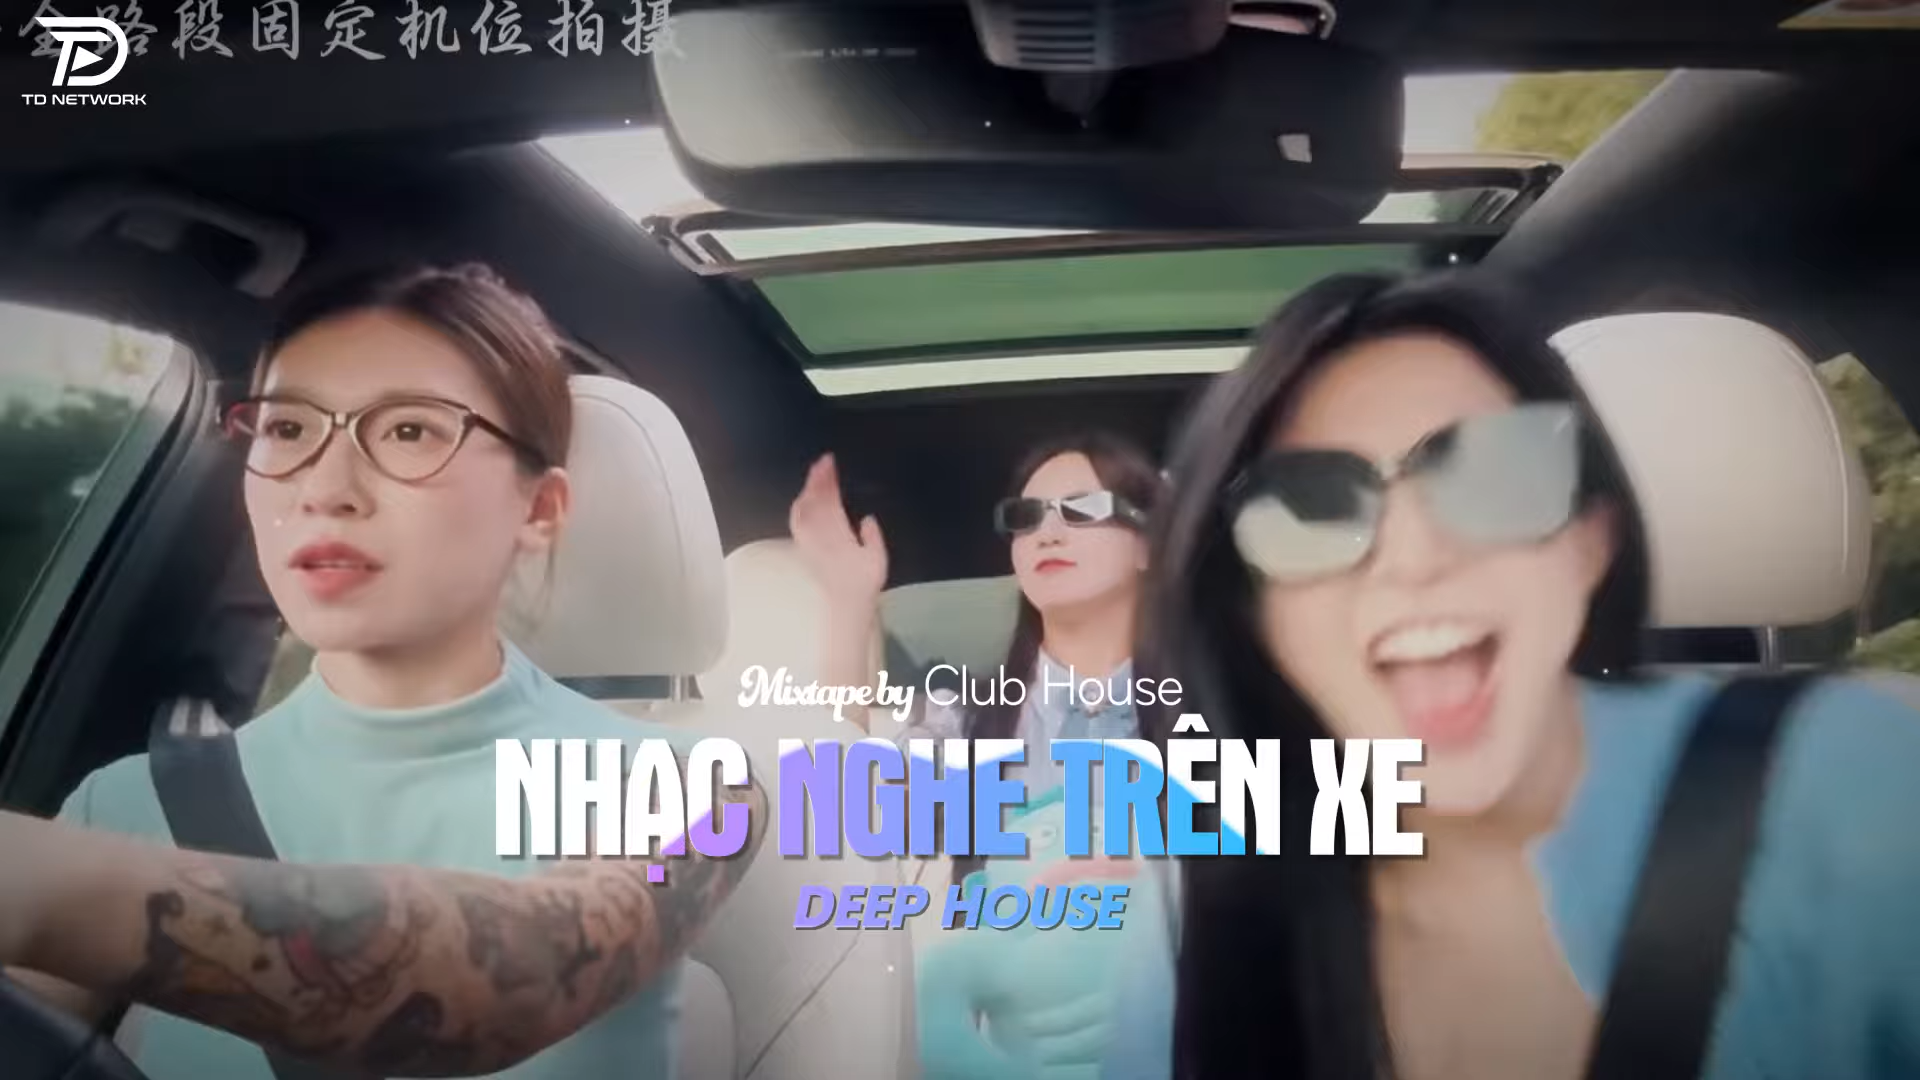 全路段固定机位拍摄
TD NETWORK
Mixtape by Club House
NHẠC NGHE TRÊN XE
DEEP HOUSE